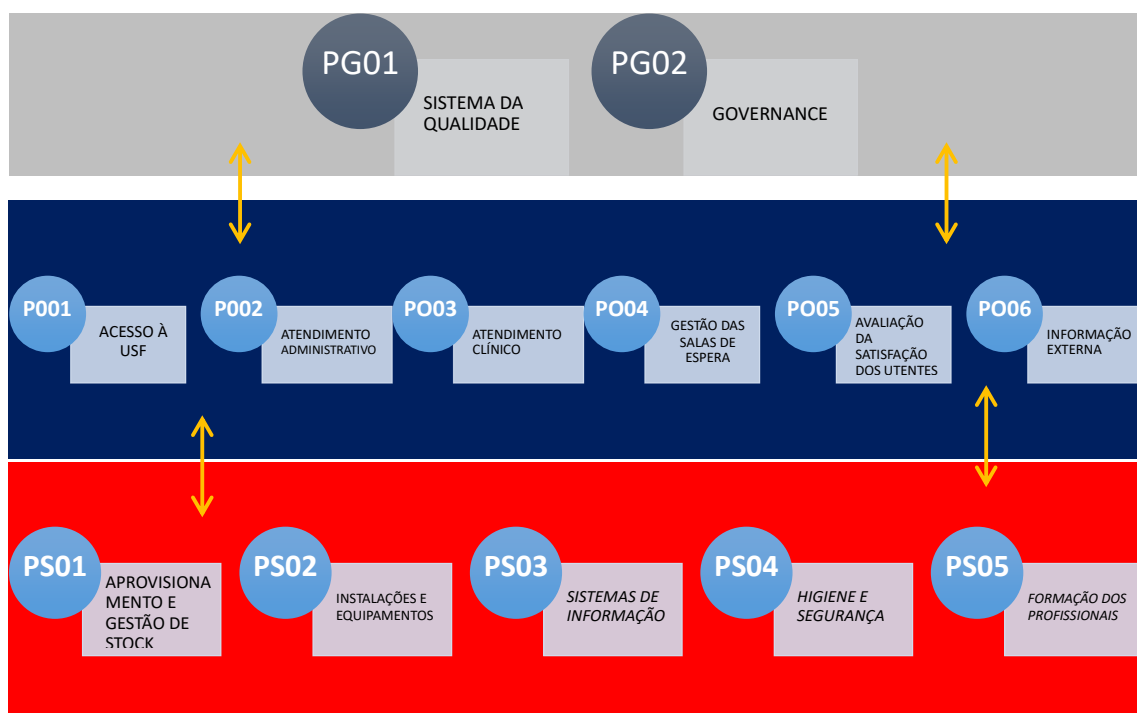 PG01
SISTEMA DA
QUALIDADE
PG02
GOVERNANCE
P001
ACESSO À
USF
P002
ATENDIMENTO
ADMINISTRATIVO
PO03
ATENDIMENTO
CLÍNICO
PO04
GESTÃO DAS
SALAS DE
ESPERA
PO05
AVALIAÇÃO
DA
SATISFAÇÃO
DOS UTENTES
PO06
INFORMAÇÃO
EXTERNA
PS01
APROVISIONA
MENTO E
GESTÃO DE
STOCK
PS02
INSTALAÇÕES E
EQUIPAMENTOS
PS03
SISTEMAS DE
INFORMAÇÃO
PS04
HIGIENE E
SEGURANÇA
PS05
FORMAÇÃO DOS
PROFISSIONAIS